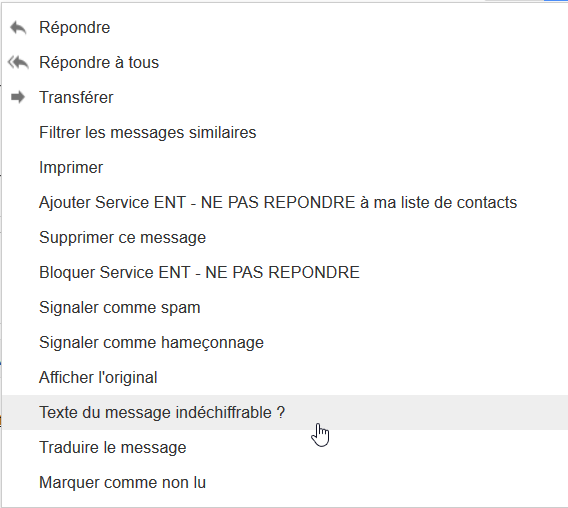 Répondre
Répondre à tous
Transférer
Filtrer les messages similaires
Imprimer
Ajouter Service ENT - NE PAS REPONDRE à ma liste de contacts
Supprimer ce message
Bloquer Service ENT - NE PAS REPONDRE
Signaler comme spam
Signaler comme hameçonnage
Afficher l'original
Texte du message indéchiffrable ?
Traduire le message
Marquer comme non lu